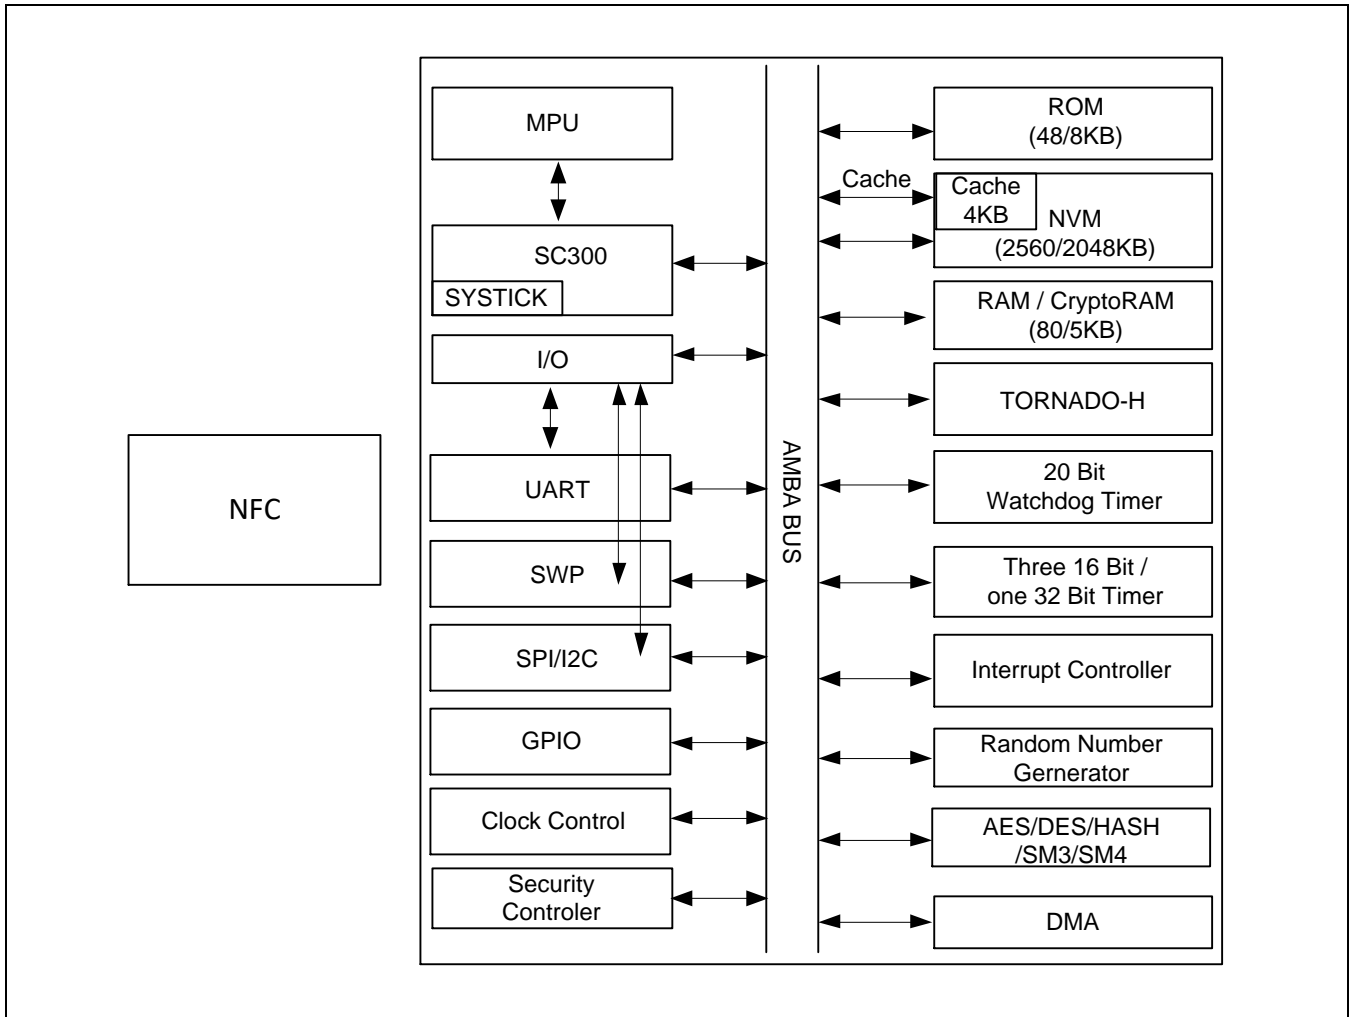 MPU
SC300
SYSTICK
I/O
UART
SWP
SPI/I2C
GPIO
Clock Control
Security
Controler
NFC
AMBA BUS
ROM
(48/8KB)
Cache
Cache
4KB
NVM
(2560/2048KB)
RAM / CryptoRAM
(80/5KB)
TORNADO-H
20 Bit
Watchdog Timer
Three 16 Bit /
one 32 Bit Timer
Interrupt Controller
Random Number
Gernerator
AES/DES/HASH
/SM3/SM4
DMA